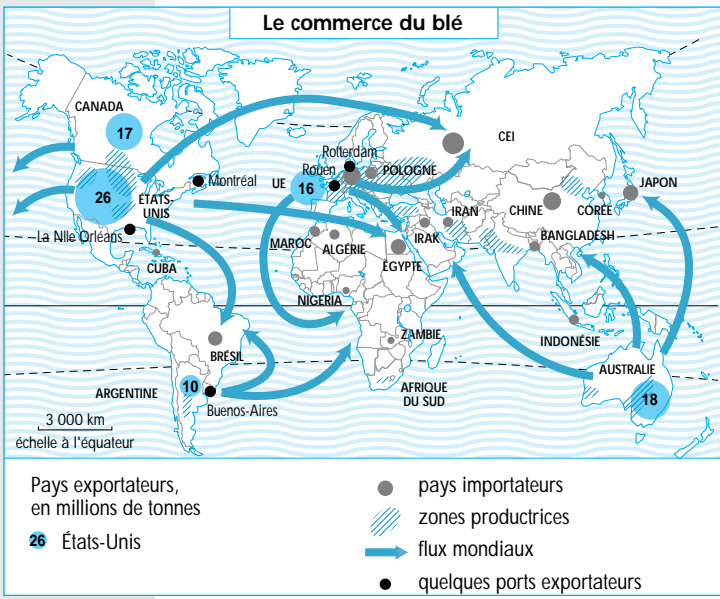 Le commerce du blé
CANADA
17
CEI
Rotterdam
Rouen
POLOGNE
UE
16
26
ÉTATS-
UNIS
Montréal
JAPON
IRAN
CHINE
CORÉE
La Nlle Orléans
MAROC
ALGÉRIE
IRAK
BANGLADESH
ÉGYPTE
CUBA
NIGERIA
ZAMBIE
INDONÉSIE
BRÉSIL
AUSTRALIE
ARGENTINE
10
AFRIQUE
DU SUD
18
Buenos-Aires
3 000 km
échelle à l'équateur
Pays exportateurs,
en millions de tonnes
26 États-Unis
pays importateurs
zones productrices
flux mondiaux
quelques ports exportateurs